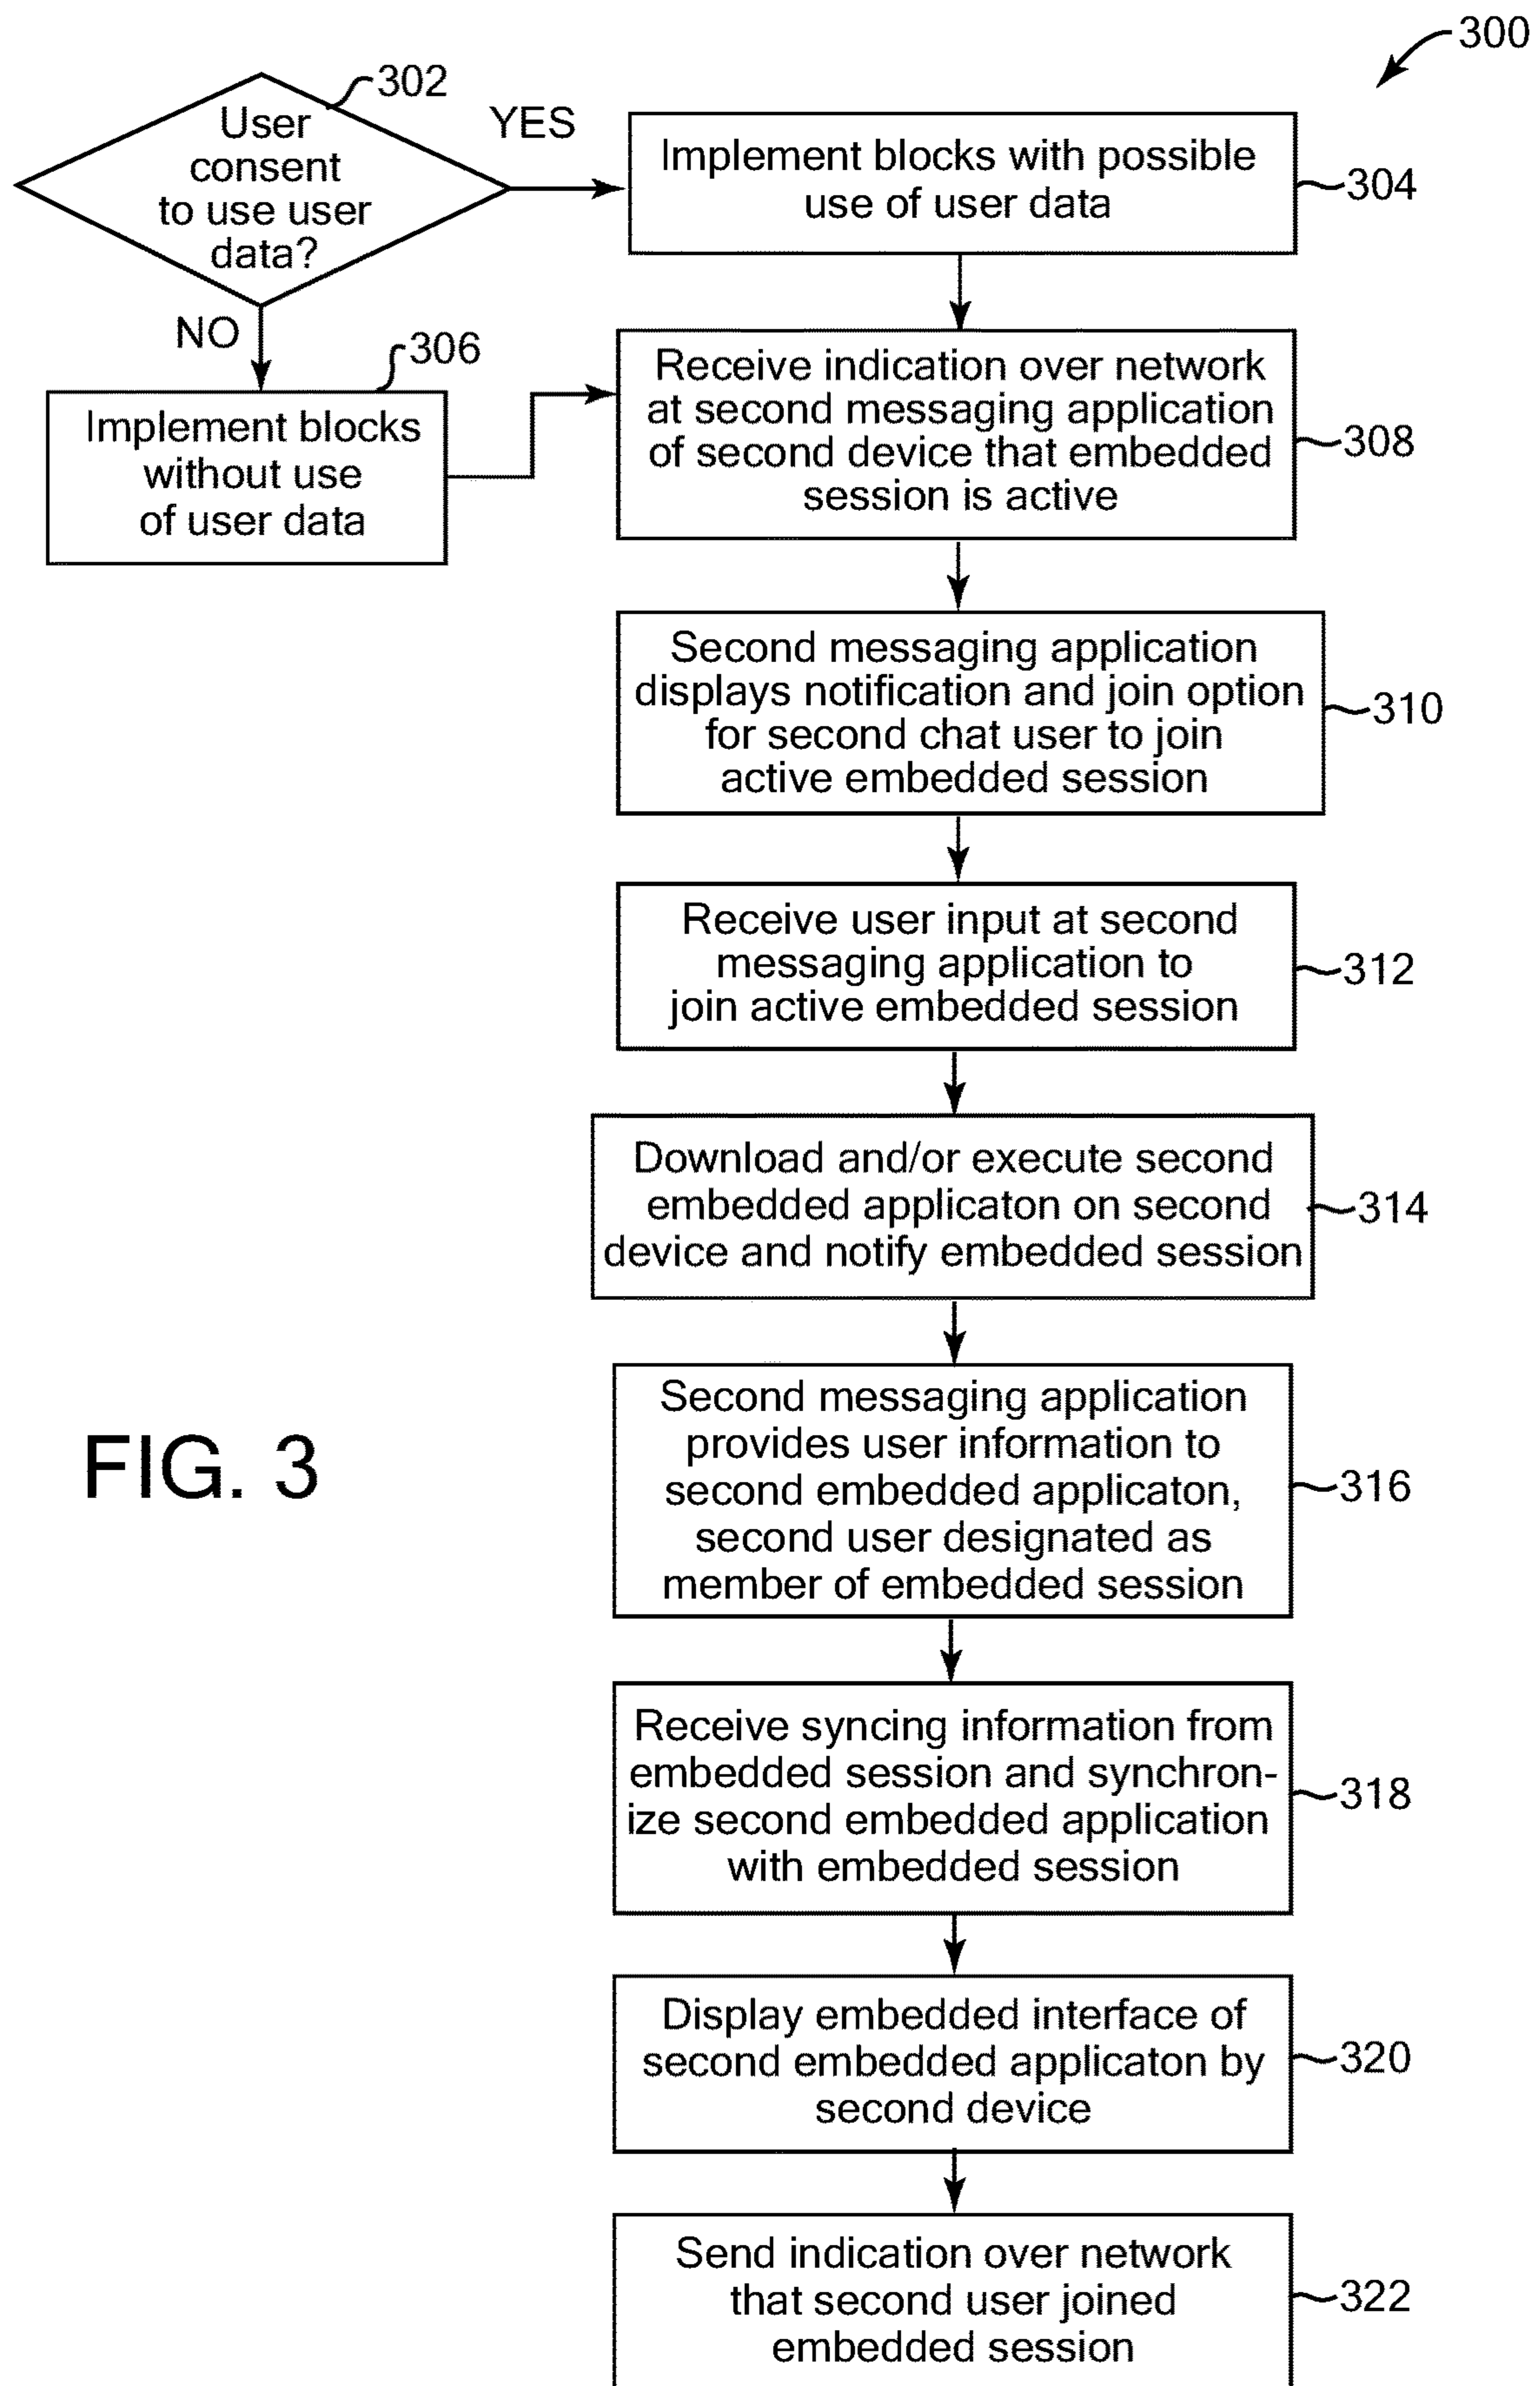 300
302
User
consent
to use user
data?
YES
Implement blocks with possible
use of user data
304
NO
306
Implement blocks
without use
of user data
Receive indication over network
at second messaging application
of second device that embedded
session is active
308
Second messaging application
displays notification and join option
for second chat user to join
active embedded session
310
Receive user input at second
messaging application to
join active embedded session
312
Download and/or execute second
embedded applicaton on second
device and notify embedded session
314
Second messaging application
provides user information to
second embedded applicaton,
second user designated as
member of embedded session
316
FIG. 3
Receive syncing information from
embedded session and synchron-
ize second embedded application
with embedded session
318
Display embedded interface of
second embedded applicaton by
second device
320
Send indication over network
that second user joined
embedded session
322